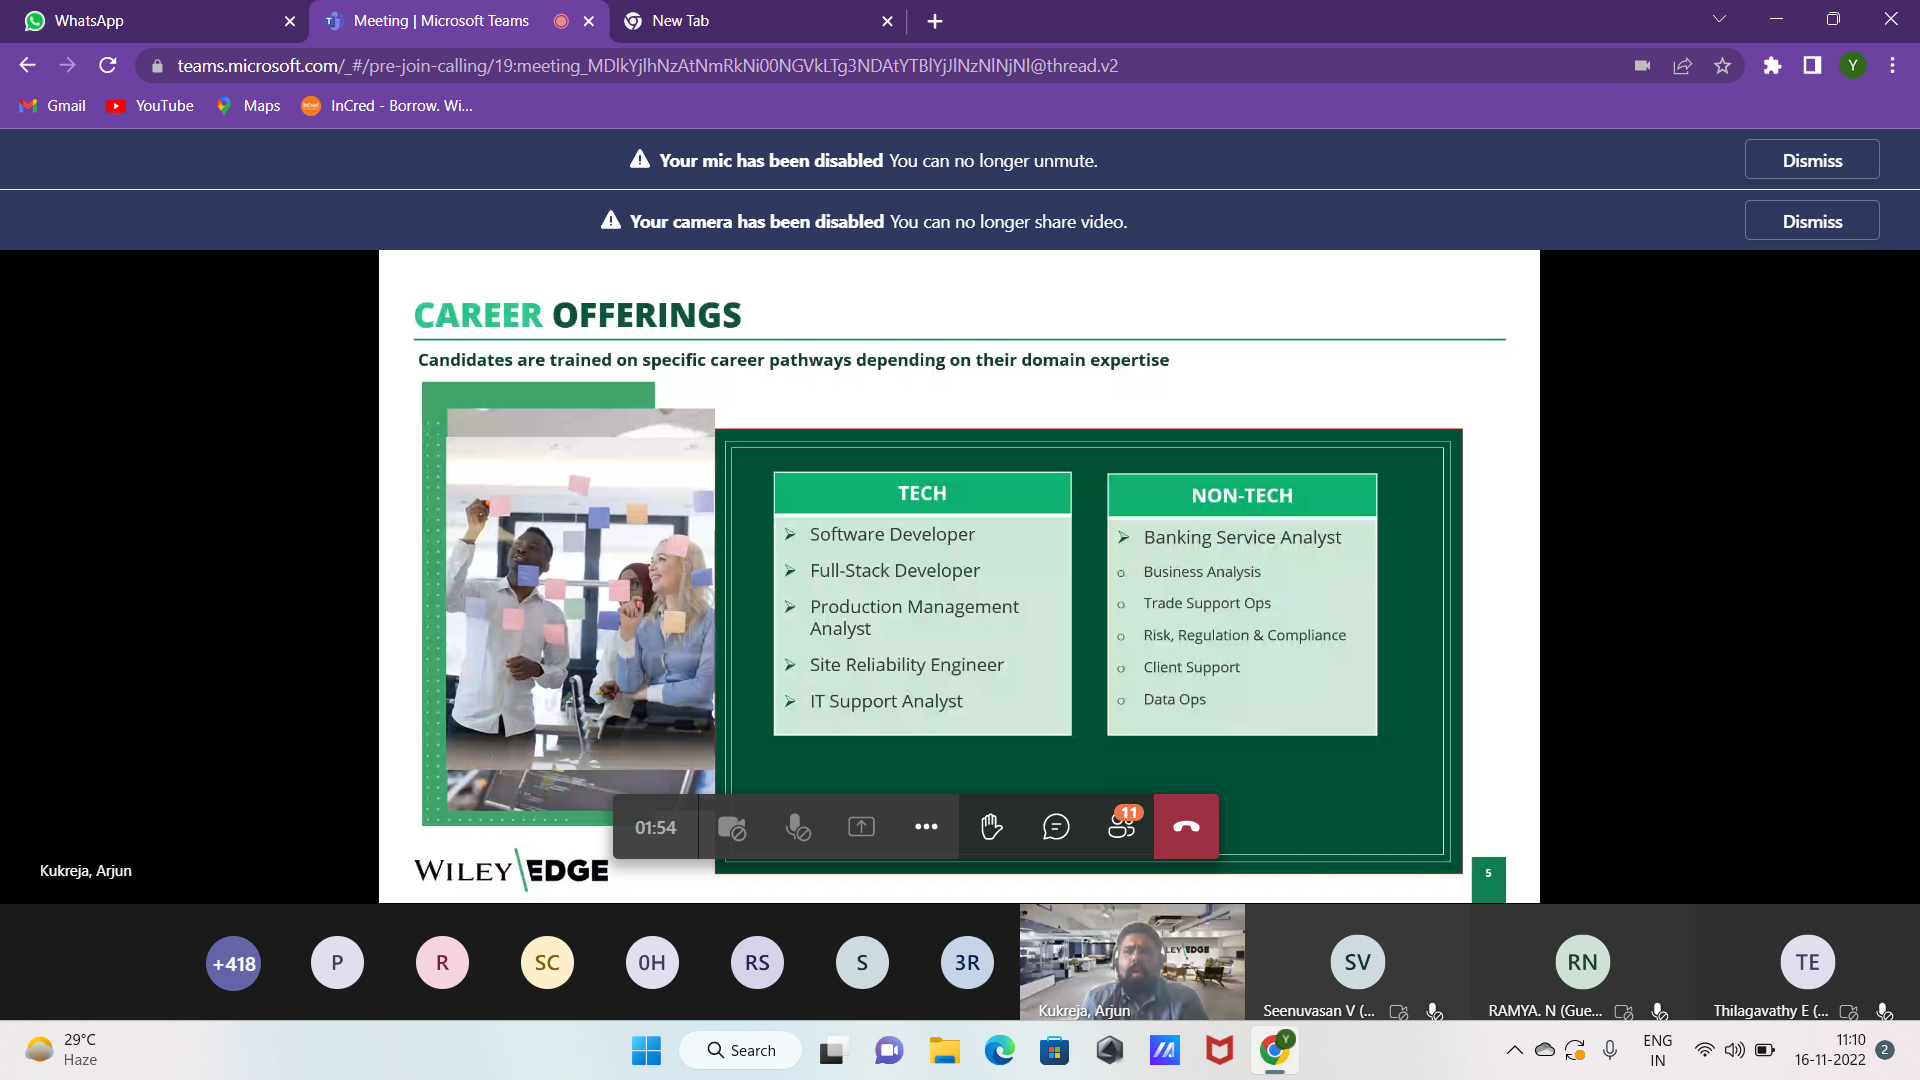 WhatsApp
Meeting | Microsoft Teams
New Tab
teams.microsoft.com/_#/pre-join-calling/19:meeting_MDlkYjlhNzAtNmRkNi00NGVkLTg3NDAtYTBlYjJlNzNlNjNl@thread.v2
Y
Gmail
YouTube
Maps
InCred - Borrow. Wi...
Your mic has been disabled You can no longer unmute.
Dismiss
Your camera has been disabled You can no longer share video.
Dismiss
CAREER OFFERINGS
Candidates are trained on specific career pathways depending on their domain expertise
TECH
Software Developer
Full-Stack Developer
Production Management
Analyst
Site Reliability Engineer
IT Support Analyst
NON-TECH
Banking Service Analyst
Business Analysis
Trade Support Ops
Risk, Regulation & Compliance
Client Support
Data Ops
01:54
11
Kukreja, Arjun
WILEY EDGE
5
+418
P
R
SC
0H
RS
S
3R
LEY EDGE
Kukreja, Arjun
SV
Seenuvasan V (...
RN
RAMYA. N (Gue...
TE
Thilagavathy E (...
29°C
Haze
Search
Y
ENG
IN
11:10
16-11-2022
2